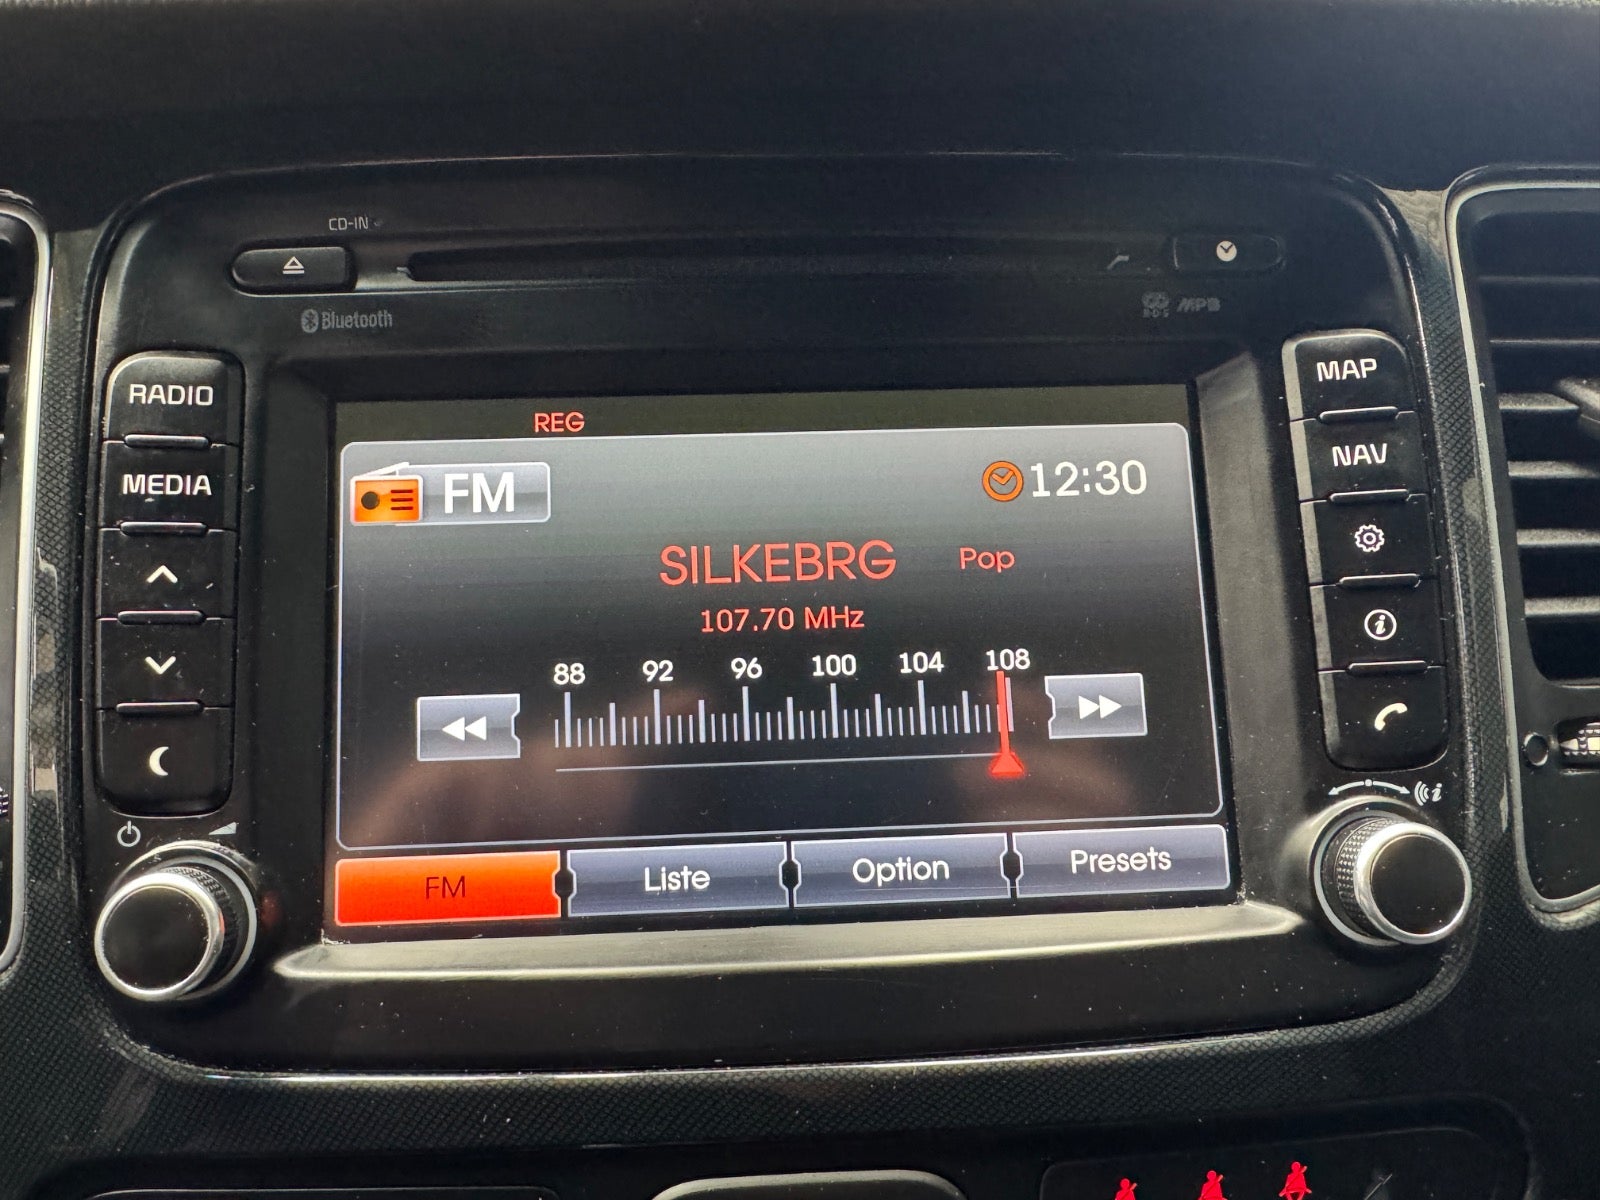 CD-IN
Bluetooth
RDS MP3
RADIO
MEDIA
MAP
NAV
REG
FM
12:30
SILKEBRG Pop
107.70 MHz
88 92 96 100 104 108
FM Liste Option Presets